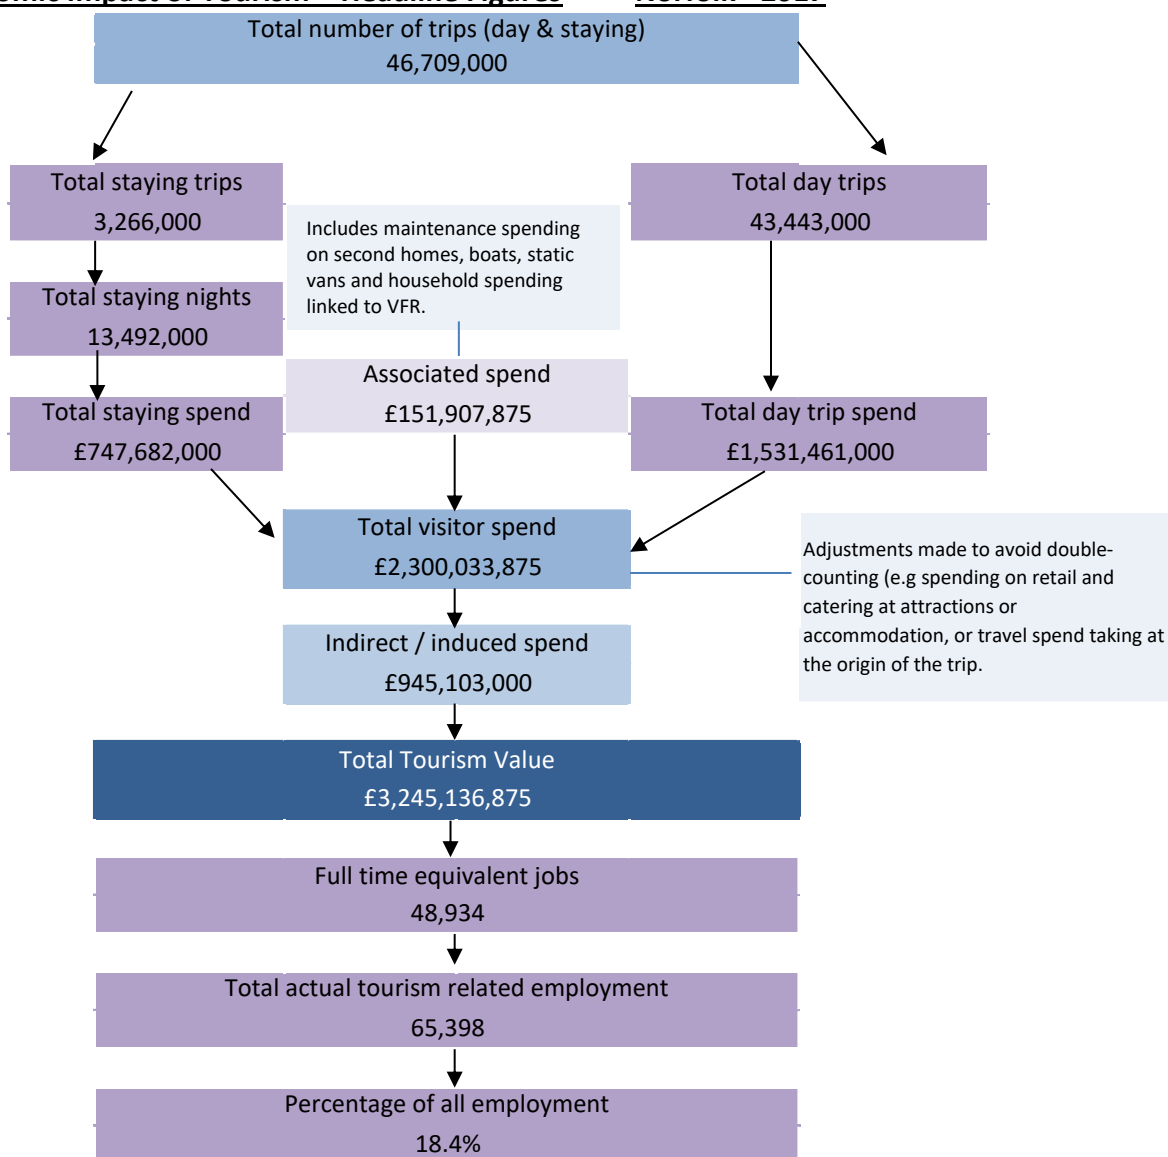 Impact of Tourism – Headline Figures
Total number of trips (day & staying)
46,709,000
Total staying trips
3,266,000
Total day trips
43,443,000
Includes maintenance spending
on second homes, boats, static
vans and household spending
linked to VFR.
Total staying nights
13,492,000
Associated spend
£151,907,875
Total staying spend
£747,682,000
Total day trip spend
£1,531,461,000
Total visitor spend
£2,300,033,875
Adjustments made to avoid double-
counting (e.g spending on retail and
catering at attractions or
accommodation, or travel spend taking at
the origin of the trip.
Indirect / induced spend
£945,103,000
Total Tourism Value
£3,245,136,875
Full time equivalent jobs
48,934
Total actual tourism related employment
65,398
Percentage of all employment
18.4%